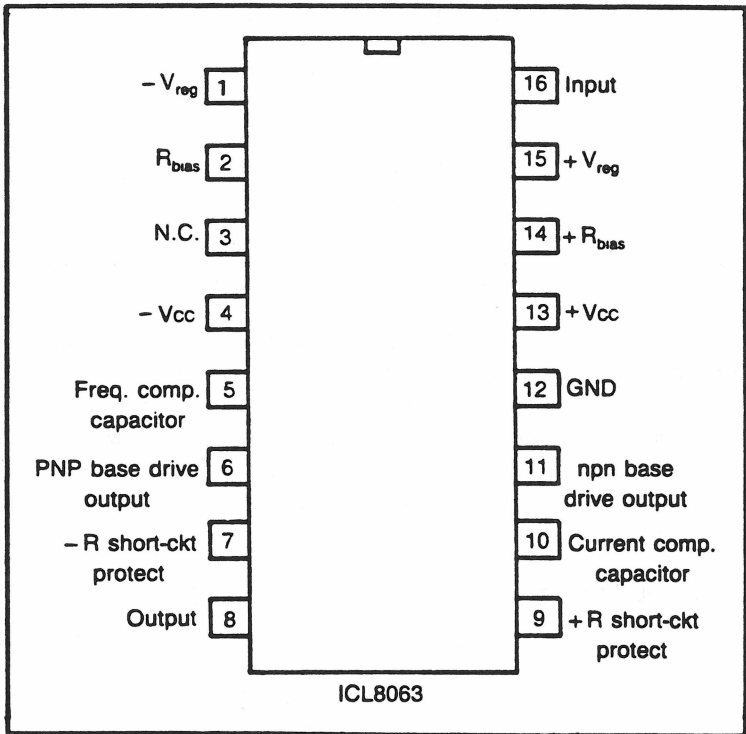 – Vreg 1
16 Input
Rbias 2
15 + Vreg
N.C. 3
14 + Rbias
– Vcc 4
13 + Vcc
Freq. comp. 5
capacitor
12 GND
PNP base drive 6
output
11 npn base
drive output
– R short-ckt 7
protect
10 Current comp.
capacitor
Output 8
9 + R short-ckt
protect
ICL8063